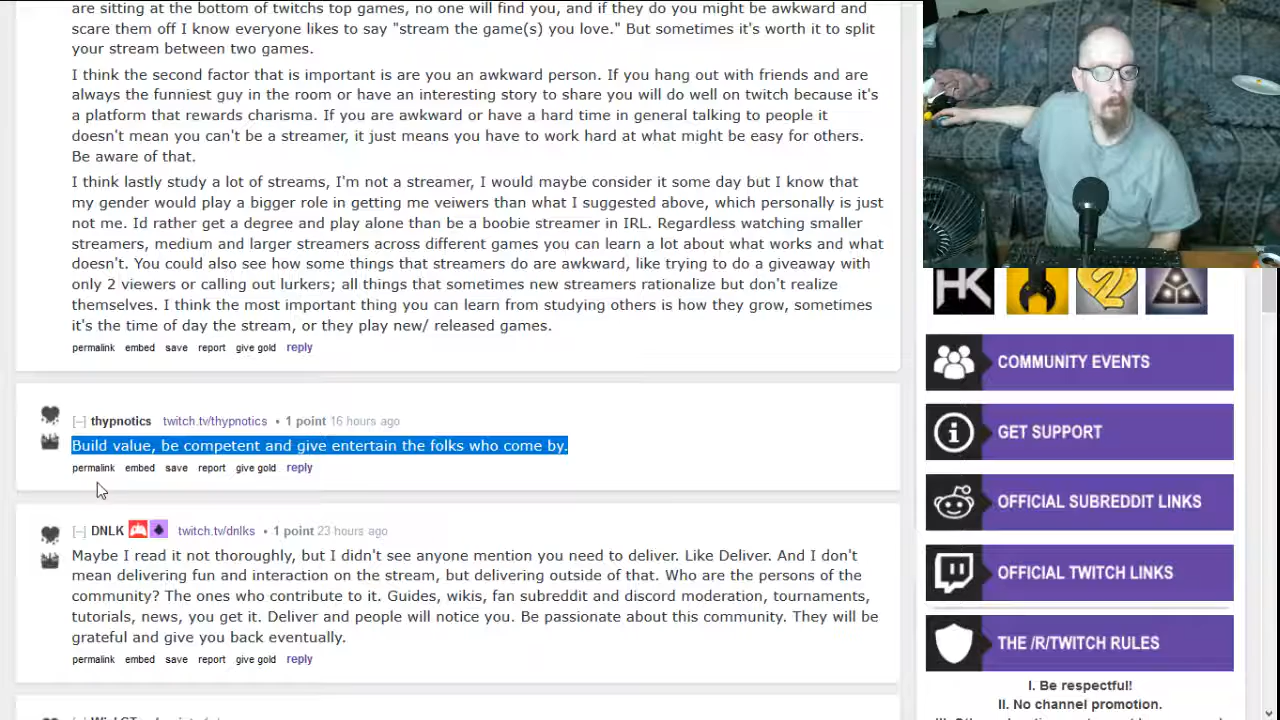 are sitting at the bottom of twitchs top games, no one will find you, and if they do you might be awkward and
scare them off I know everyone likes to say "stream the game(s) you love." But sometimes it's worth it to split
your stream between two games.
I think the second factor that is important is are you an awkward person. If you hang out with friends and are
always the funniest guy in the room or have an interesting story to share you will do well on twitch because it's
a platform that rewards charisma. If you are awkward or have a hard time in general talking to people it
doesn't mean you can't be a streamer, it just means you have to work hard at what might be easy for others.
Be aware of that.
I think lastly study a lot of streams, I'm not a streamer, I would maybe consider it some day but I know that
my gender would play a bigger role in getting me veiwers than what I suggested above, which personally is just
not me. Id rather get a degree and play alone than be a boobie streamer in IRL. Regardless watching smaller
streamers, medium and larger streamers across different games you can learn a lot about what works and what
doesn't. You could also see how some things that streamers do are awkward, like trying to do a giveaway with
only 2 viewers or calling out lurkers; all things that sometimes new streamers rationalize but don't realize
themselves. I think the most important thing you can learn from studying others is how they grow, sometimes
it's the time of day the stream, or they play new/ released games.
permalink embed save report give gold reply
[–] thypnotics twitch.tv/thypnotics • 1 point 16 hours ago
Build value, be competent and give entertain the folks who come by.
permalink embed save report give gold reply
[–] DNLK twitch.tv/dnlks • 1 point 23 hours ago
Maybe I read it not thoroughly, but I didn't see anyone mention you need to deliver. Like Deliver. And I don't
mean delivering fun and interaction on the stream, but delivering outside of that. Who are the persons of the
community? The ones who contribute to it. Guides, wikis, fan subreddit and discord moderation, tournaments,
tutorials, news, you get it. Deliver and people will notice you. Be passionate about this community. They will be
grateful and give you back eventually.
permalink embed save report give gold reply
HK
2
COMMUNITY EVENTS
GET SUPPORT
OFFICIAL SUBREDDIT LINKS
OFFICIAL TWITCH LINKS
THE /R/TWITCH RULES
I. Be respectful!
II. No channel promotion.